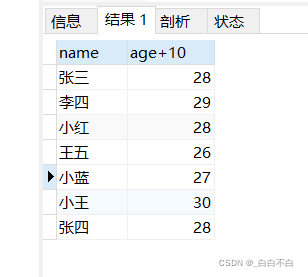 信息 结果 1 剖析 状态
name age+10
张三 28
李四 29
小红 28
王五 26
小蓝 27
小王 30
张四 28
CSDN @_白白不白